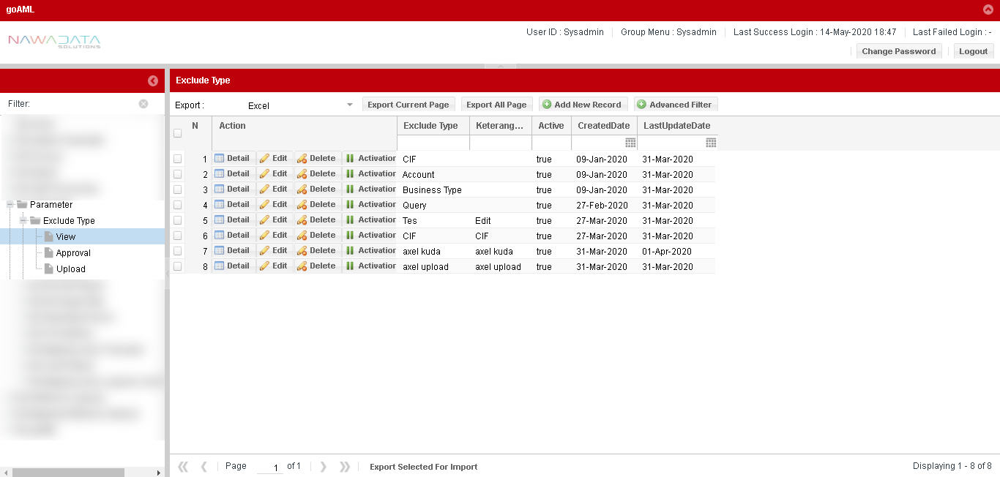 goAML
NAWADATA
SOLUTIONS
User ID : Sysadmin Group Menu : Sysadmin Last Success Login : 14-May-2020 18:47 Last Failed Login : -
Change Password Logout
Filter:
Parameter
Exclude Type
View
Approval
Upload
Exclude Type
Export : Excel Export Current Page Export All Page Add New Record Advanced Filter
N Action Exclude Type Keterang... Active CreatedDate LastUpdateDate
1 Detail Edit Delete Activation CIF true 09-Jan-2020 31-Mar-2020
2 Detail Edit Delete Activation Account true 09-Jan-2020 31-Mar-2020
3 Detail Edit Delete Activation Business Type true 09-Jan-2020 31-Mar-2020
4 Detail Edit Delete Activation Query true 27-Feb-2020 31-Mar-2020
5 Detail Edit Delete Activation Tes Edit true 27-Mar-2020 31-Mar-2020
6 Detail Edit Delete Activation CIF CIF true 27-Mar-2020 31-Mar-2020
7 Detail Edit Delete Activation axel kuda axel kuda true 31-Mar-2020 01-Apr-2020
8 Detail Edit Delete Activation axel upload axel upload true 31-Mar-2020 31-Mar-2020
Page 1 of 1 Export Selected For Import Displaying 1 - 8 of 8